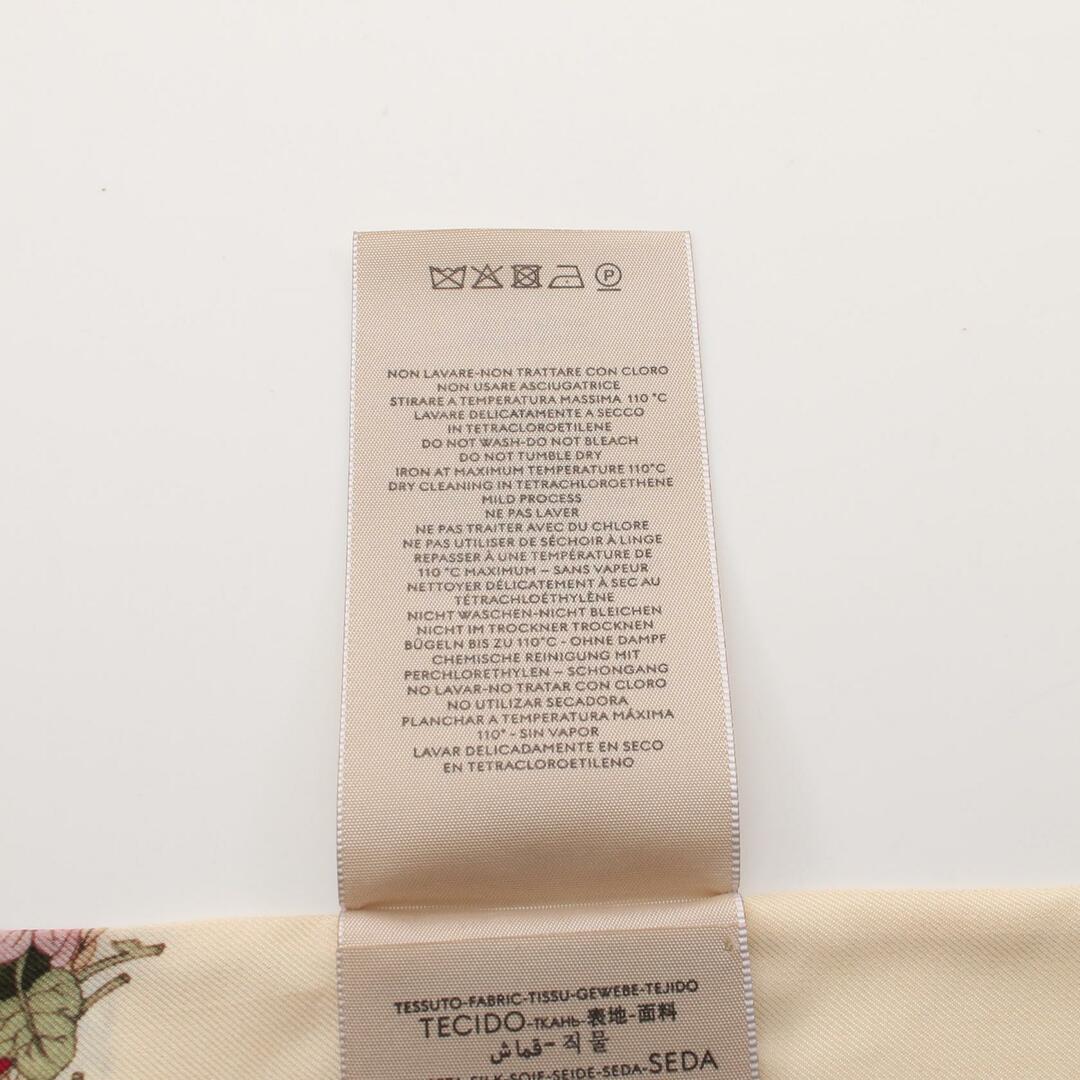 P
NON LAVARE-NON TRATTARE CON CLORO
NON USARE ASCIUGATRICE
STIRARE A TEMPERATURA MASSIMA 110 °C
LAVARE DELICATAMENTE A SECCO
IN TETRACLOROETILENE
DO NOT WASH-DO NOT BLEACH
DO NOT TUMBLE DRY
IRON AT MAXIMUM TEMPERATURE 110°C
DRY CLEANING IN TETRACHLOROETHENE
MILD PROCESS
NE PAS LAVER
NE PAS TRAITER AVEC DU CHLORE
NE PAS UTILISER DE SÉCHOIR À LINGE
REPASSER À UNE TEMPÉRATURE DE
110 °C MAXIMUM – SANS VAPEUR
NETTOYER DÉLICATEMENT À SEC AU
TÉTRACHLOÉTHYLÈNE
NICHT WASCHEN-NICHT BLEICHEN
NICHT IM TROCKNER TROCKNEN
BÜGELN BIS ZU 110°C - OHNE DAMPF
CHEMISCHE REINIGUNG MIT
PERCHLORETHYLEN – SCHONGANG
NO LAVAR-NO TRATAR CON CLORO
NO UTILIZAR SECADORA
PLANCHAR A TEMPERATURA MÁXIMA
110° - SIN VAPOR
LAVAR DELICADAMENTE EN SECO
EN TETRACLOROETILENO
TESSUTO-FABRIC-TISSU-GEWEBE-TEJIDO
TECIDO-ТКАНЬ-表地-面料
قماش-직물
SILK-SOIE-SEIDE-SEDA-SEDA